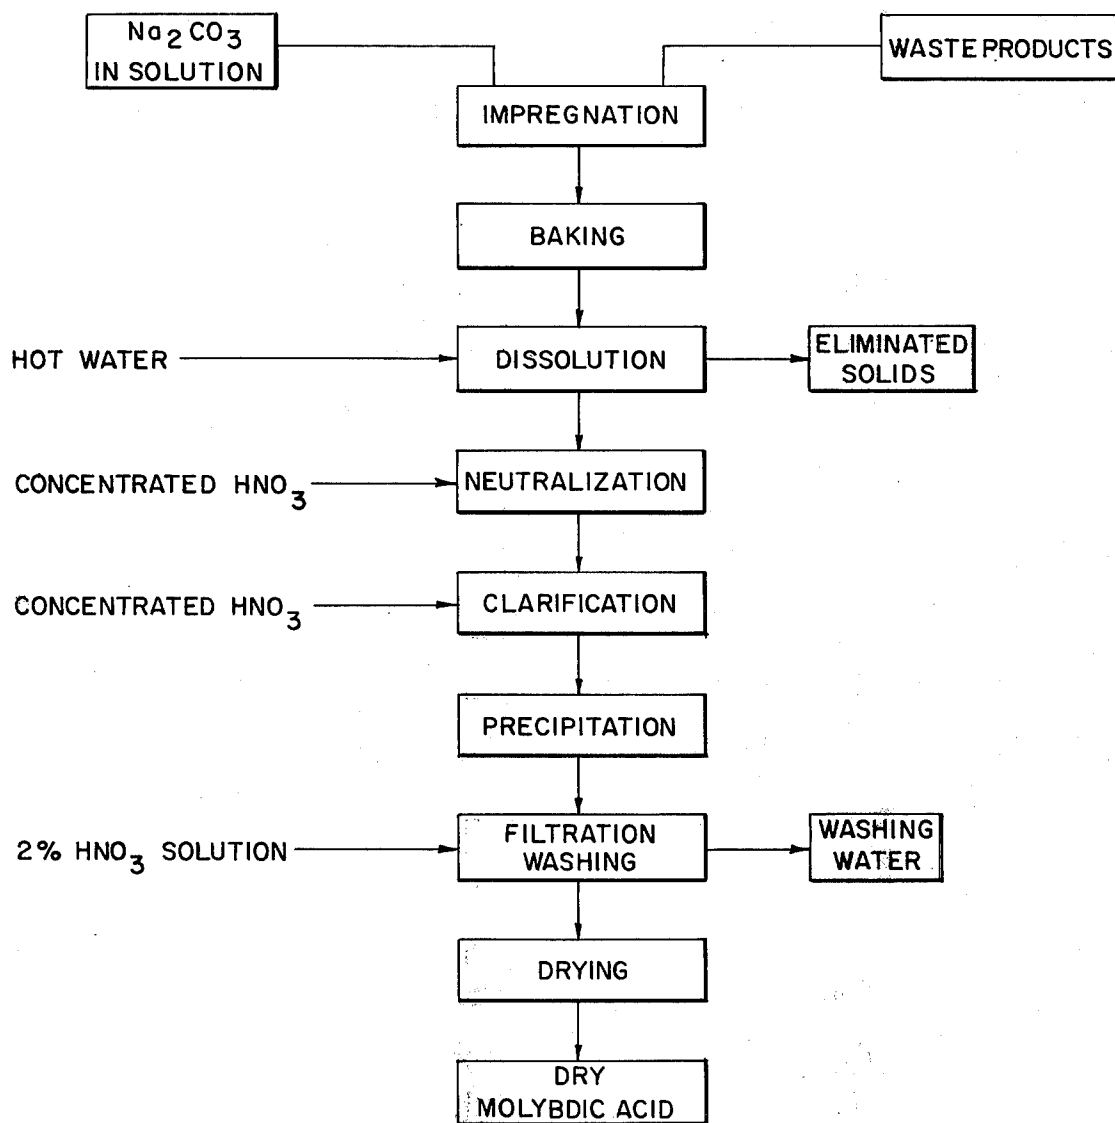 Na2CO3
IN SOLUTION
WASTE PRODUCTS
IMPREGNATION
BAKING
HOT WATER
DISSOLUTION
ELIMINATED
SOLIDS
CONCENTRATED HNO3
NEUTRALIZATION
CONCENTRATED HNO3
CLARIFICATION
PRECIPITATION
2% HNO3 SOLUTION
FILTRATION
WASHING
WASHING
WATER
DRYING
DRY
MOLYBDIC ACID